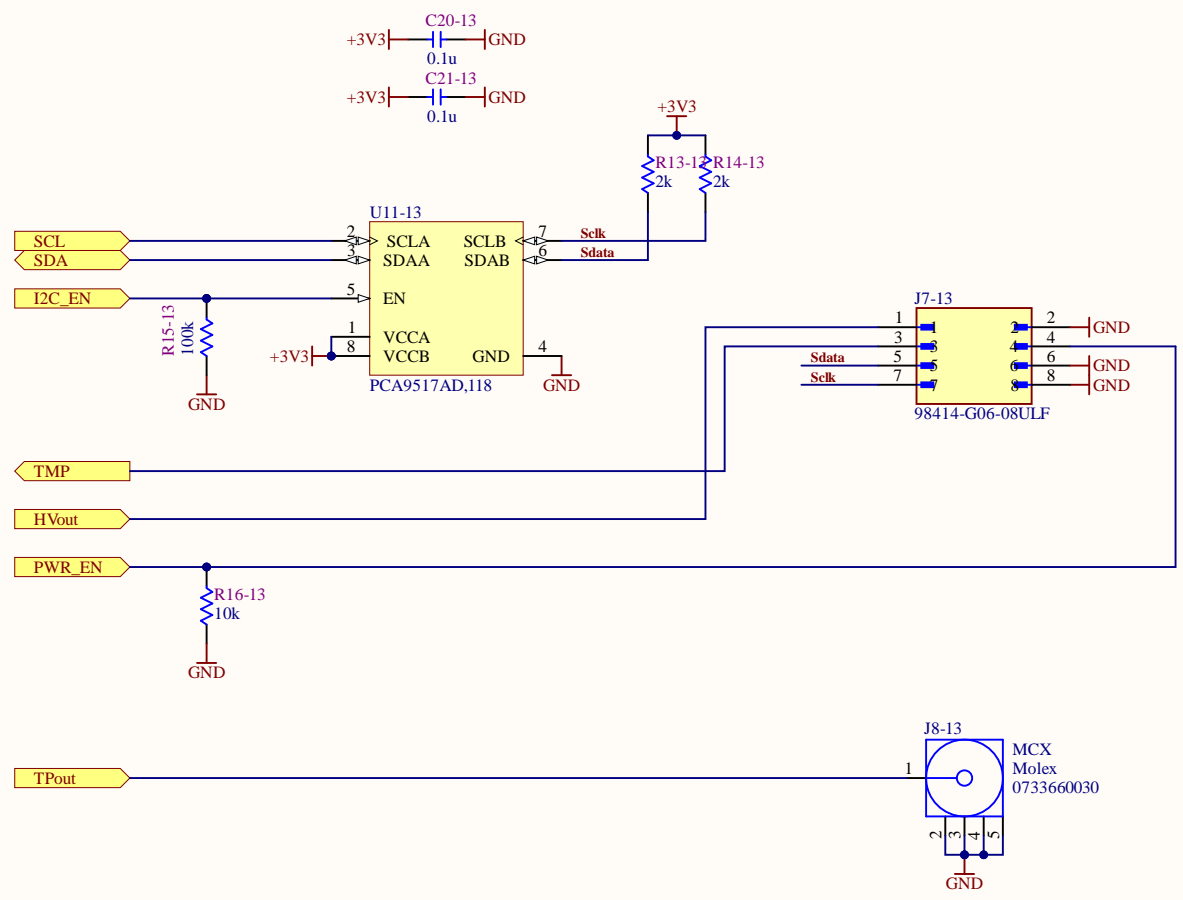 C20-13
+3V3 GND
0.1u
C21-13
+3V3 GND
0.1u
+3V3
R13-13 R14-13
2k 2k
U11-13
SCL 2 SCLA SCLB 7 Sclk
SDA 3 SDAA SDAB 6 Sdata
I2C_EN 5 EN
R15-13
100k
1 VCCA
+3V3 8 VCCB GND 4
GND
PCA9517AD,118
GND
J7-13
1 1 2 2 GND
3 3 4 4
Sdata 5 5 6 6 GND
Sclk 7 7 8 8 GND
98414-G06-08ULF
TMP
HVout
PWR_EN
R16-13
10k
GND
J8-13
MCX
Molex
0733660030
TPout 1
2 3 4 5
GND